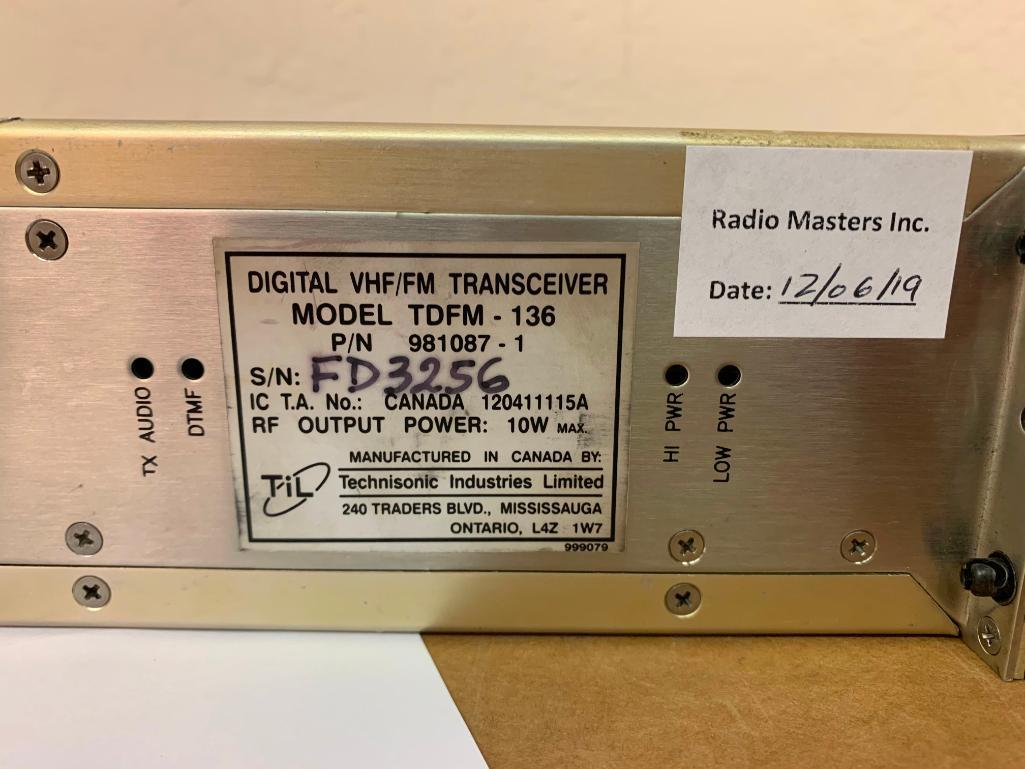 Radio Masters Inc.
Date: 12/06/19
DIGITAL VHF/FM TRANSCEIVER
MODEL TDFM - 136
P/N 981087 - 1
S/N: FD3256
IC T.A. No.: CANADA 120411115A
RF OUTPUT POWER: 10W MAX.
MANUFACTURED IN CANADA BY:
TiL Technisonic Industries Limited
240 TRADERS BLVD., MISSISSAUGA
ONTARIO, L4Z 1W7
999079
TX AUDIO
DTMF
HI PWR
LOW PWR